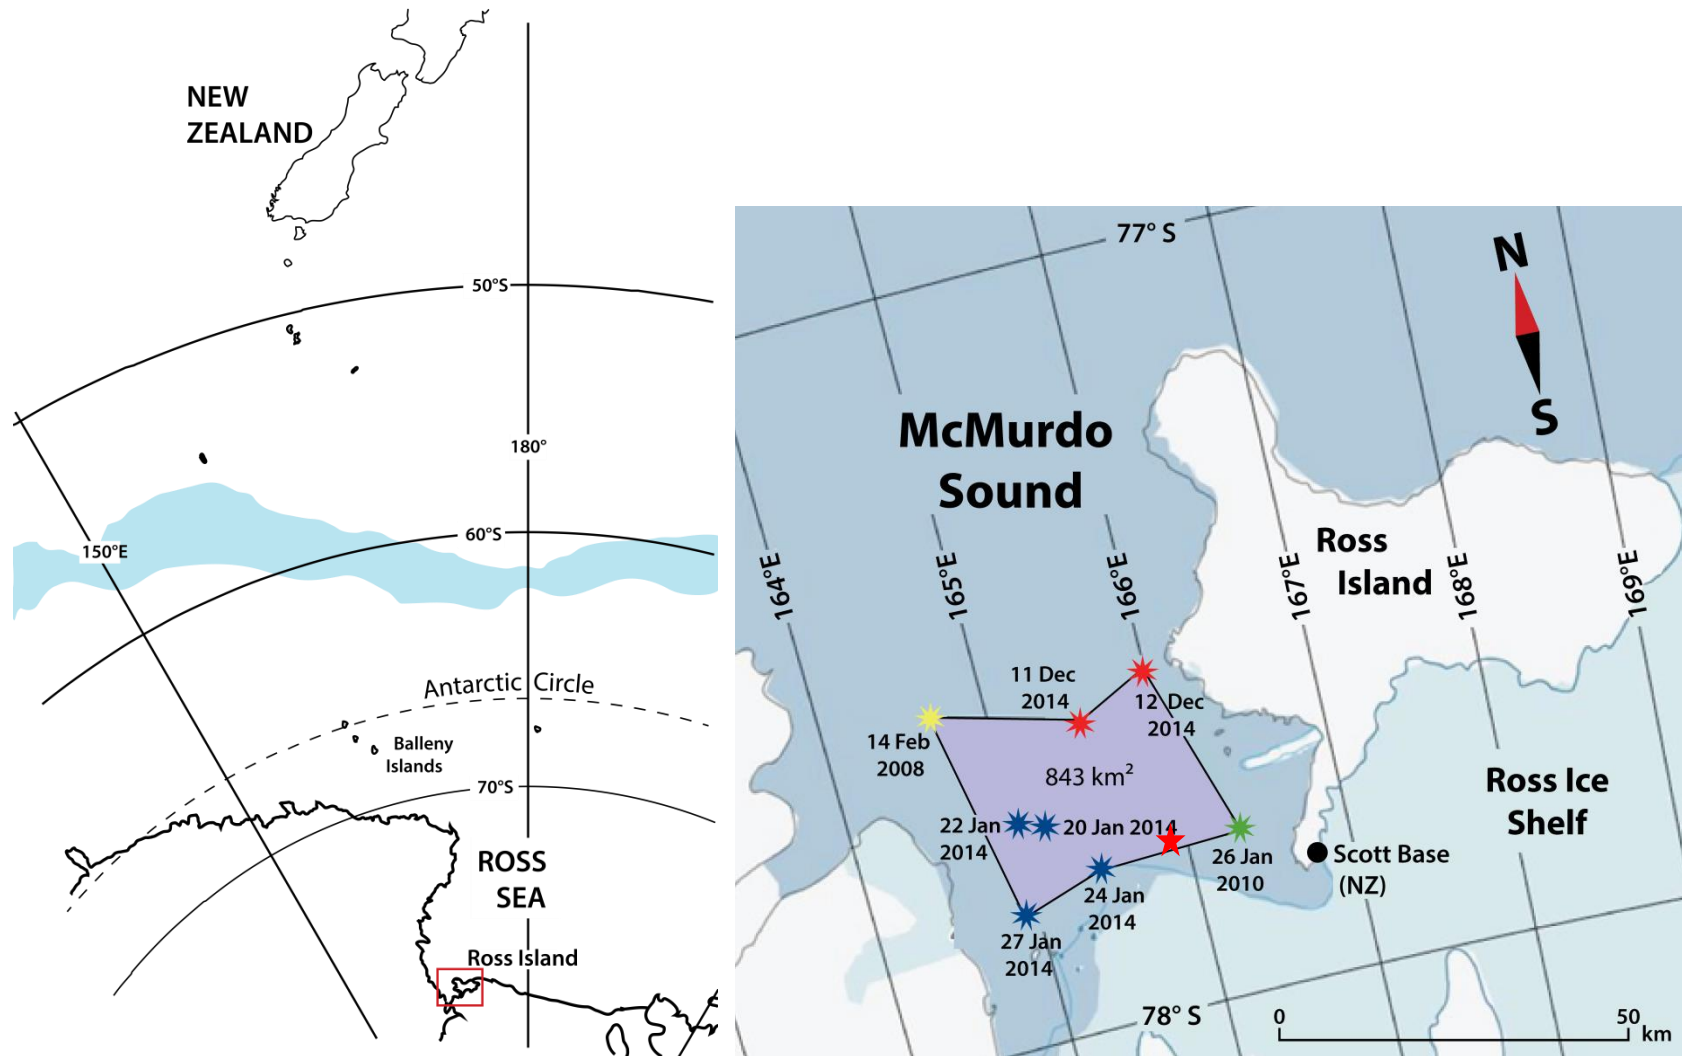 NEW
ZEALAND
50°S
180°
60°S
150°E
Antarctic Circle
Balleny
Islands
70°S
ROSS
SEA
Ross Island
77° S
N
S
McMurdo
Sound
Ross
Island
164°E
165°E
166°E
167°E
168°E
169°E
11 Dec
2014
12 Dec
2014
14 Feb
2008
843 km²
22 Jan
2014
20 Jan 2014
26 Jan
2010
24 Jan
2014
27 Jan
2014
Ross Ice
Shelf
Scott Base
(NZ)
78° S
0
50
km